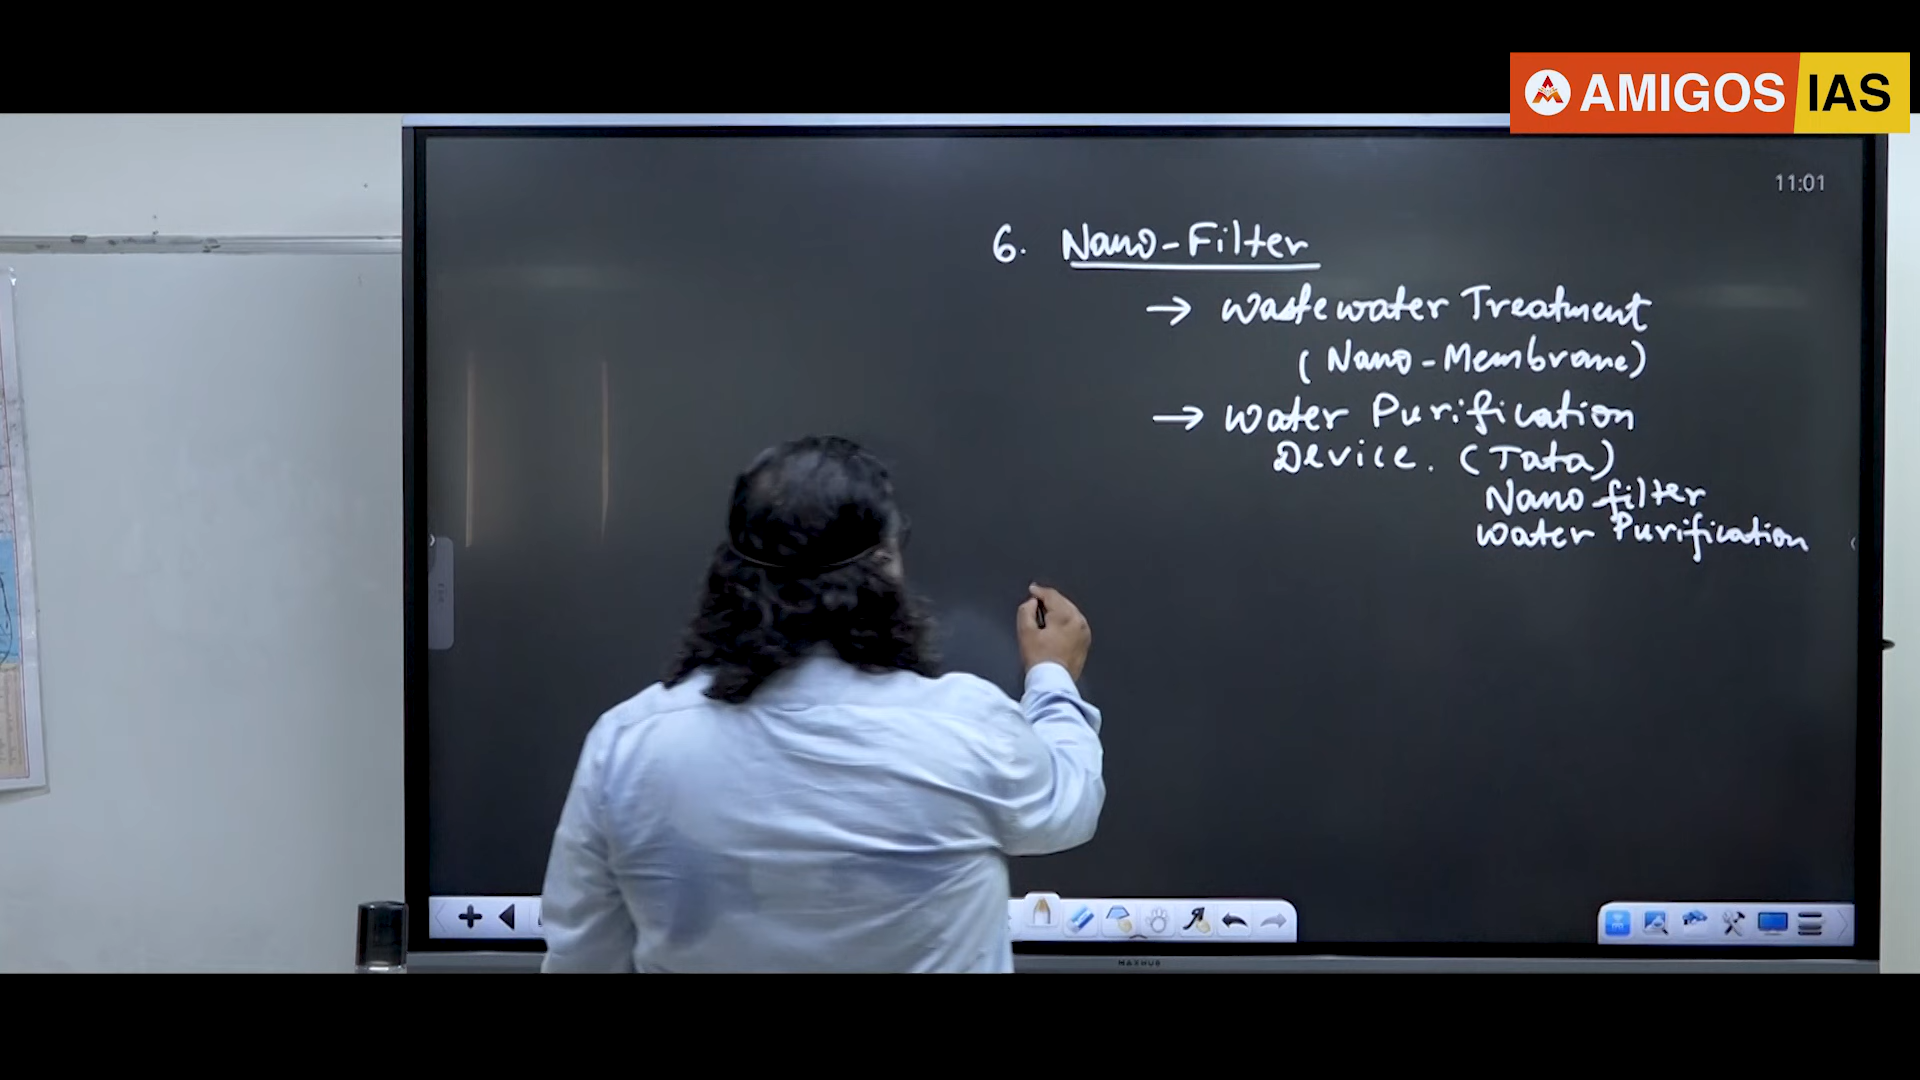 AMIGOS IAS
11:01
6. Nano-Filter
→ Wastewater Treatment
(Nano-Membrane)
→ Water Purification
Device. (Tata)
Nano filter
Water Purification
MAXHUB